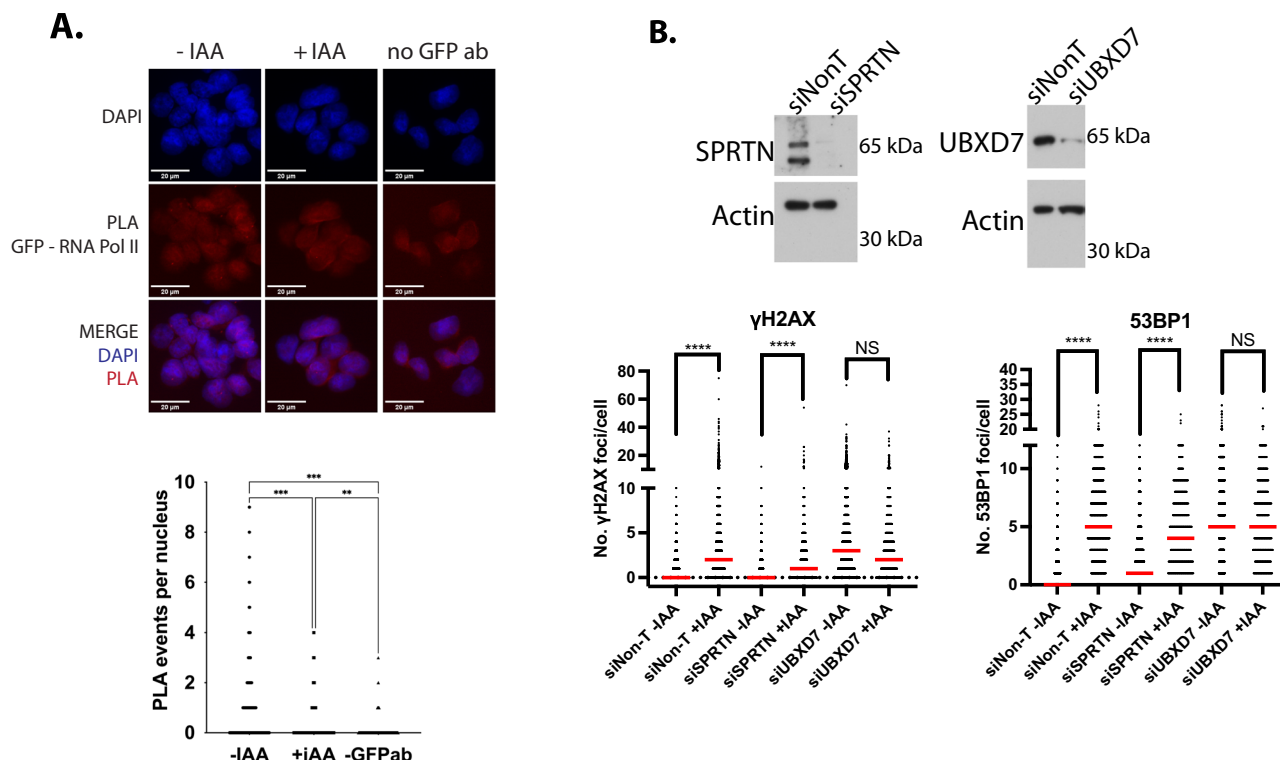 A.
- IAA
+ IAA
no GFP ab
DAPI
20 µm
20 µm
20 µm
PLA
GFP - RNA Pol II
20 µm
20 µm
20 µm
MERGE
DAPI
PLA
20 µm
20 µm
20 µm
PLA events per nucleus
10
8
6
4
2
0
***
***
**
-IAA
+iAA
-GFPab
B.
siNonT
siSPRTN
SPRTN
65 kDa
Actin
30 kDa
siNonT
siUBXD7
UBXD7
65 kDa
Actin
30 kDa
γH2AX
****
****
NS
No. γH2AX foci/cell
80
60
40
20
10
5
0
siNon-T -IAA
siNon-T +IAA
siSPRTN -IAA
siSPRTN +IAA
siUBXD7 -IAA
siUBXD7 +IAA
53BP1
****
****
NS
No. 53BP1 foci/cell
40
35
30
25
20
10
5
0
siNon-T -IAA
siNon-T +IAA
siSPRTN -IAA
siSPRTN +IAA
siUBXD7 -IAA
siUBXD7 +IAA